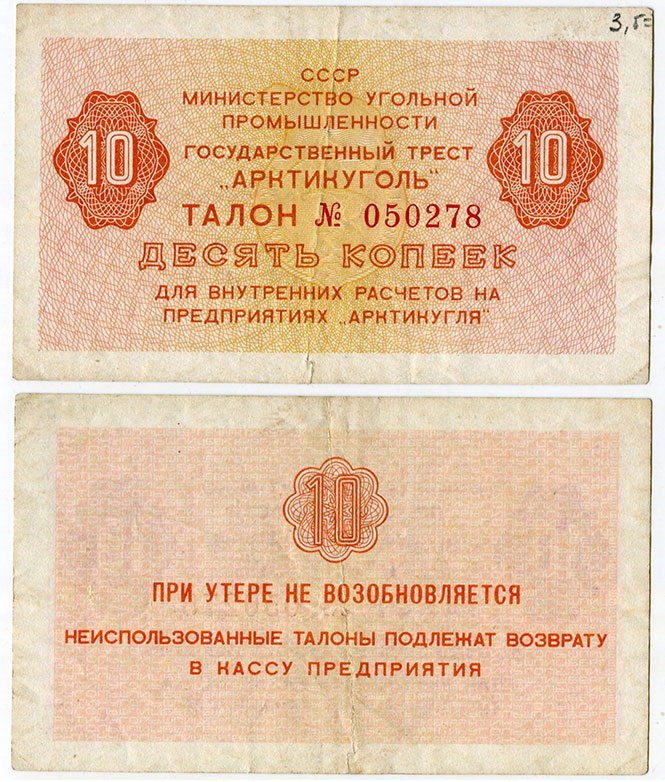 3,5=
СССР
МИНИСТЕРСТВО УГОЛЬНОЙ
ПРОМЫШЛЕННОСТИ
ГОСУДАРСТВЕННЫЙ ТРЕСТ
„АРКТИКУГОЛЬ"
10
10
ТАЛОН № 050278
ДЕСЯТЬ КОПЕЕК
ДЛЯ ВНУТРЕННИХ РАСЧЕТОВ НА
ПРЕДПРИЯТИЯХ „АРКТИКУГЛЯ"
10
ПРИ УТЕРЕ НЕ ВОЗОБНОВЛЯЕТСЯ
НЕИСПОЛЬЗОВАННЫЕ ТАЛОНЫ ПОДЛЕЖАТ ВОЗВРАТУ
В КАССУ ПРЕДПРИЯТИЯ